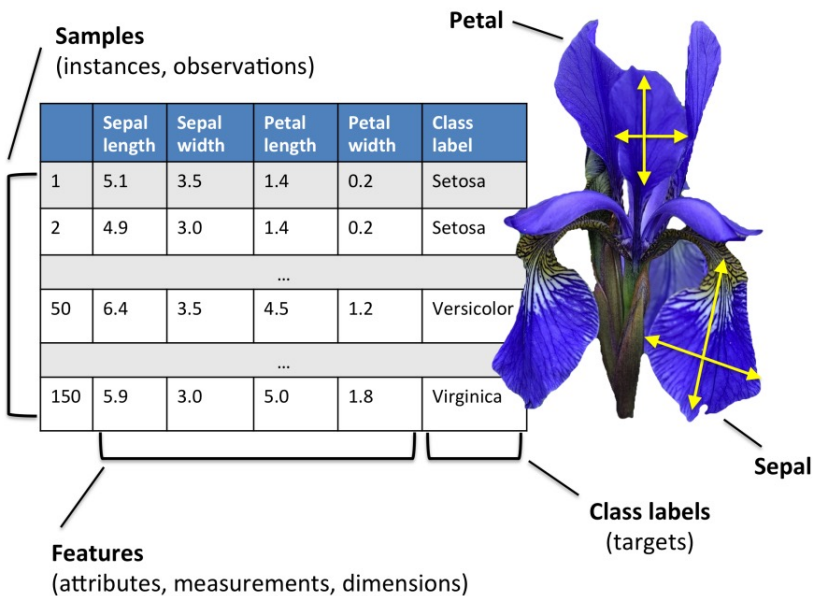 Samples
(instances, observations)
Petal
Sepal length Sepal width Petal length Petal width Class label
1 5.1 3.5 1.4 0.2 Setosa
2 4.9 3.0 1.4 0.2 Setosa
...
50 6.4 3.5 4.5 1.2 Versicolor
...
150 5.9 3.0 5.0 1.8 Virginica
Sepal
Class labels
(targets)
Features
(attributes, measurements, dimensions)